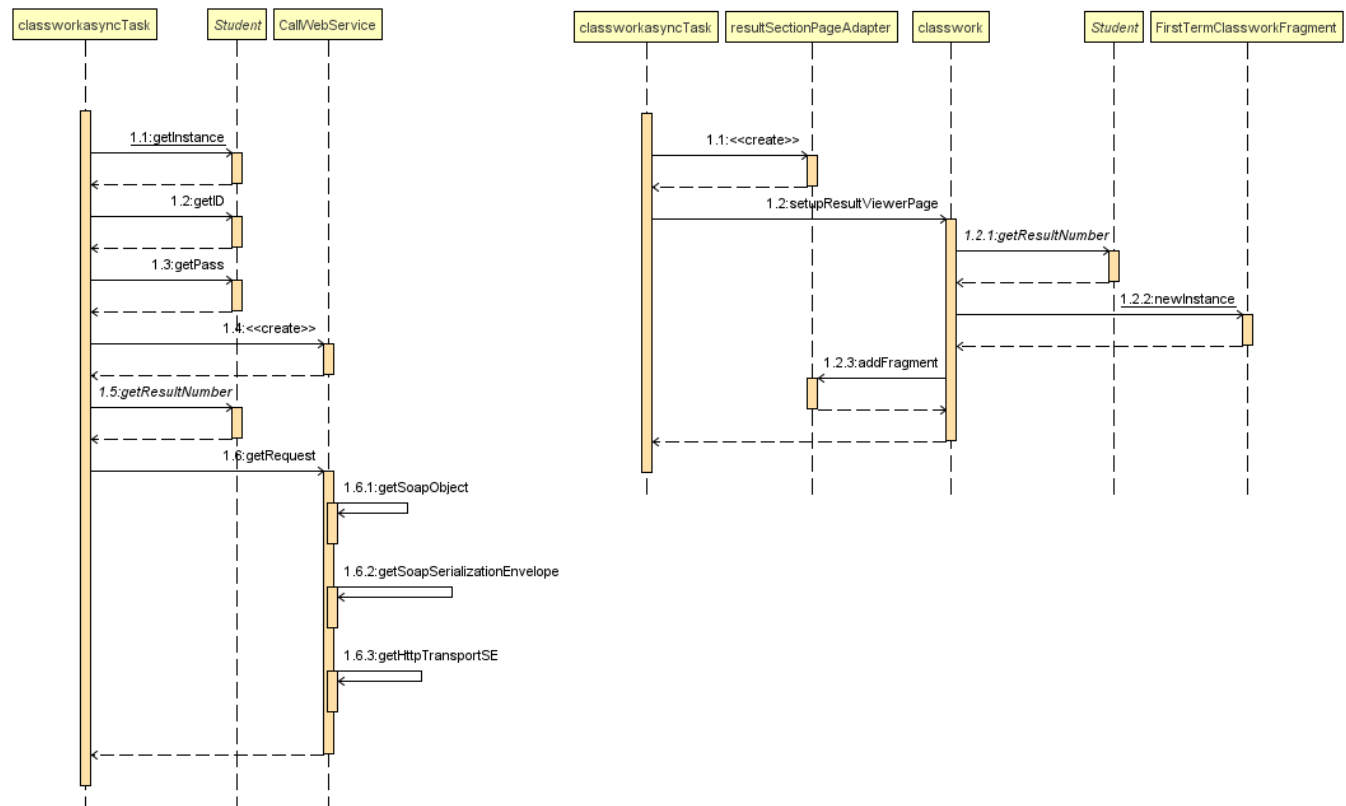 classworkasyncTask
Student
CallWebService
1.1:getInstance
1.2:getID
1.3:getPass
1.4:<<create>>
1.5:getResultNumber
1.6:getRequest
1.6.1:getSoapObject
1.6.2:getSoapSerializationEnvelope
1.6.3:getHttpTransportSE
classworkasyncTask
resultSectionPageAdapter
classwork
Student
FirstTermClassworkFragment
1.1:<<create>>
1.2:setupResultViewerPage
1.2.1:getResultNumber
1.2.2:newInstance
1.2.3:addFragment